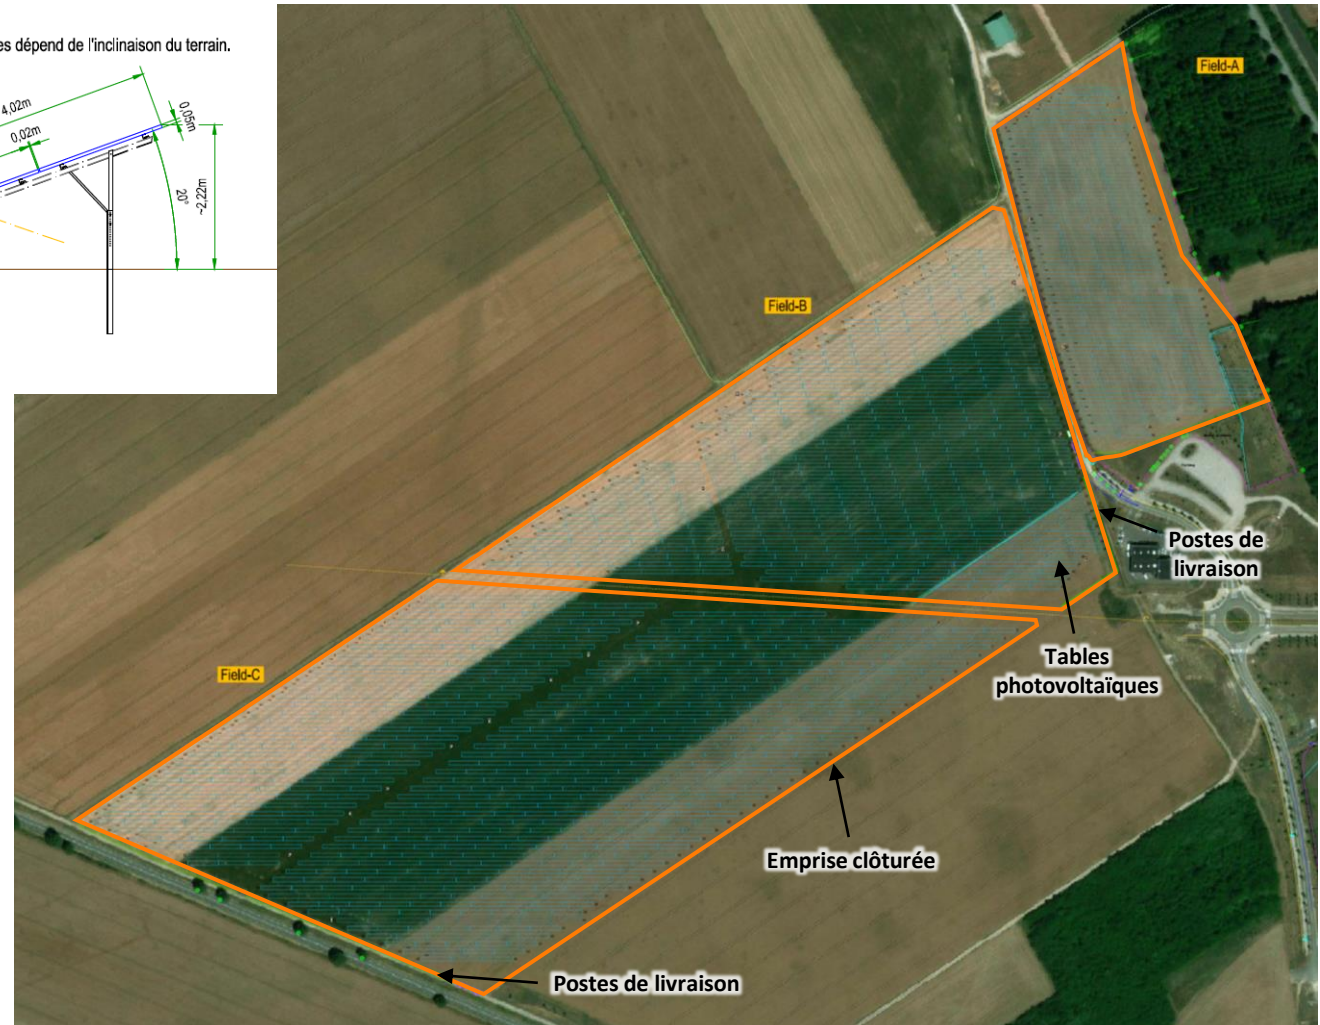 es dépend de l'inclinaison du terrain.
4,02m
0,02m
0,05m
20°
~2,22m
Field-A
Field-B
Field-C
Postes de
livraison
Tables
photovoltaïques
Emprise clôturée
Postes de livraison